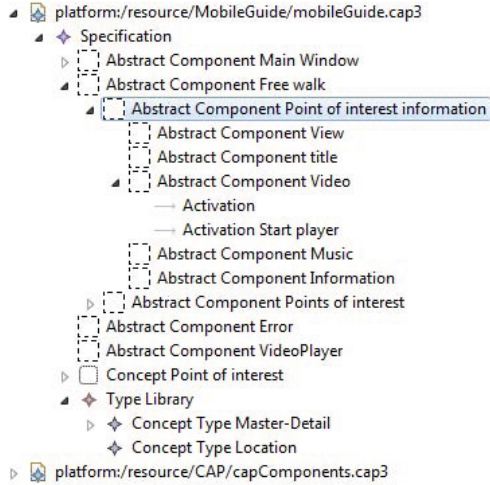 platform:/resource/MobileGuide/mobileGuide.cap3
Specification
Abstract Component Main Window
Abstract Component Free walk
Abstract Component Point of interest information
Abstract Component View
Abstract Component title
Abstract Component Video
Activation
Activation Start player
Abstract Component Music
Abstract Component Information
Abstract Component Points of interest
Abstract Component Error
Abstract Component VideoPlayer
Concept Point of interest
Type Library
Concept Type Master-Detail
Concept Type Location
platform:/resource/CAP/capComponents.cap3